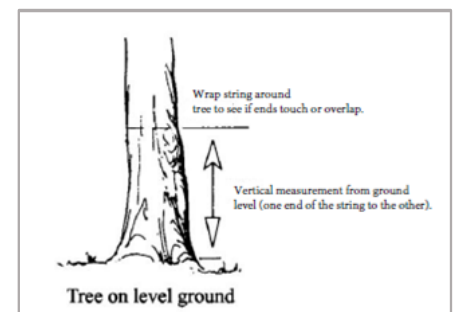 Wrap string around
tree to see if ends touch or overlap.
Vertical measurement from ground
level (one end of the string to the other).
Tree on level ground